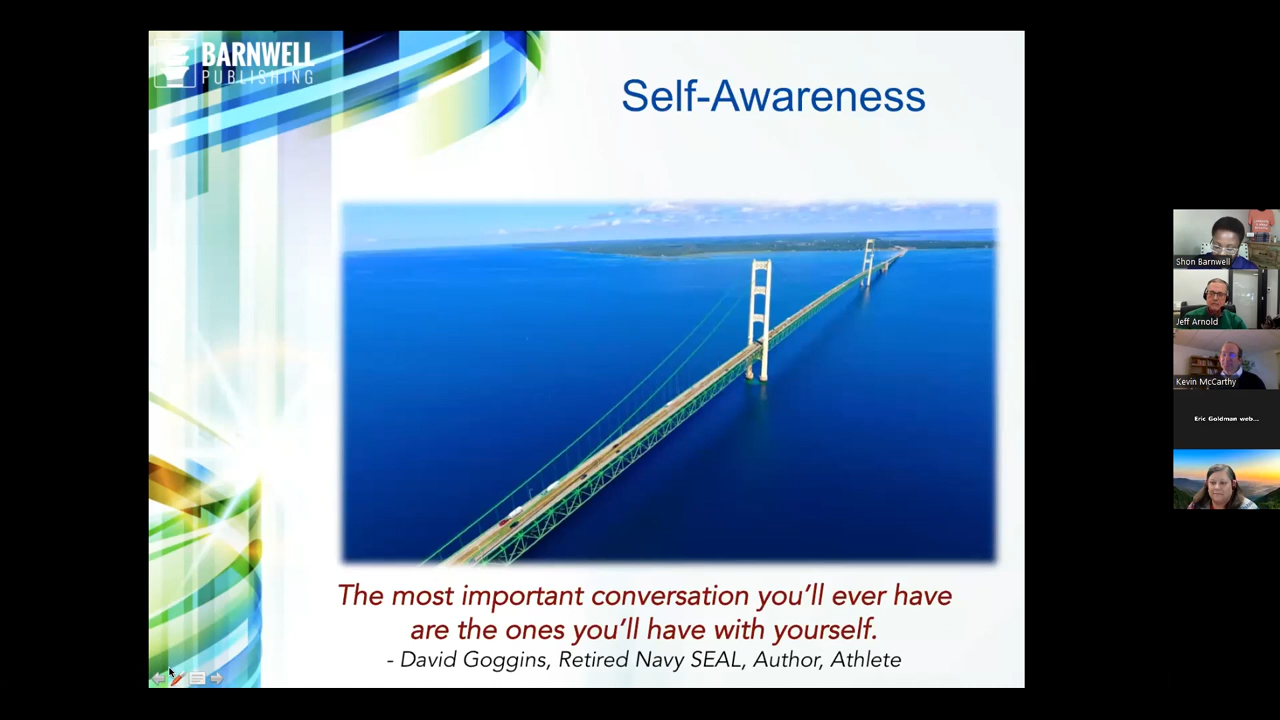 BARNWELL
PUBLISHING
Self-Awareness
The most important conversation you'll ever have
are the ones you'll have with yourself.
- David Goggins, Retired Navy SEAL, Author, Athlete
Shon Barnwell
Jeff Arnold
Kevin McCarthy
Eric Goldman web...